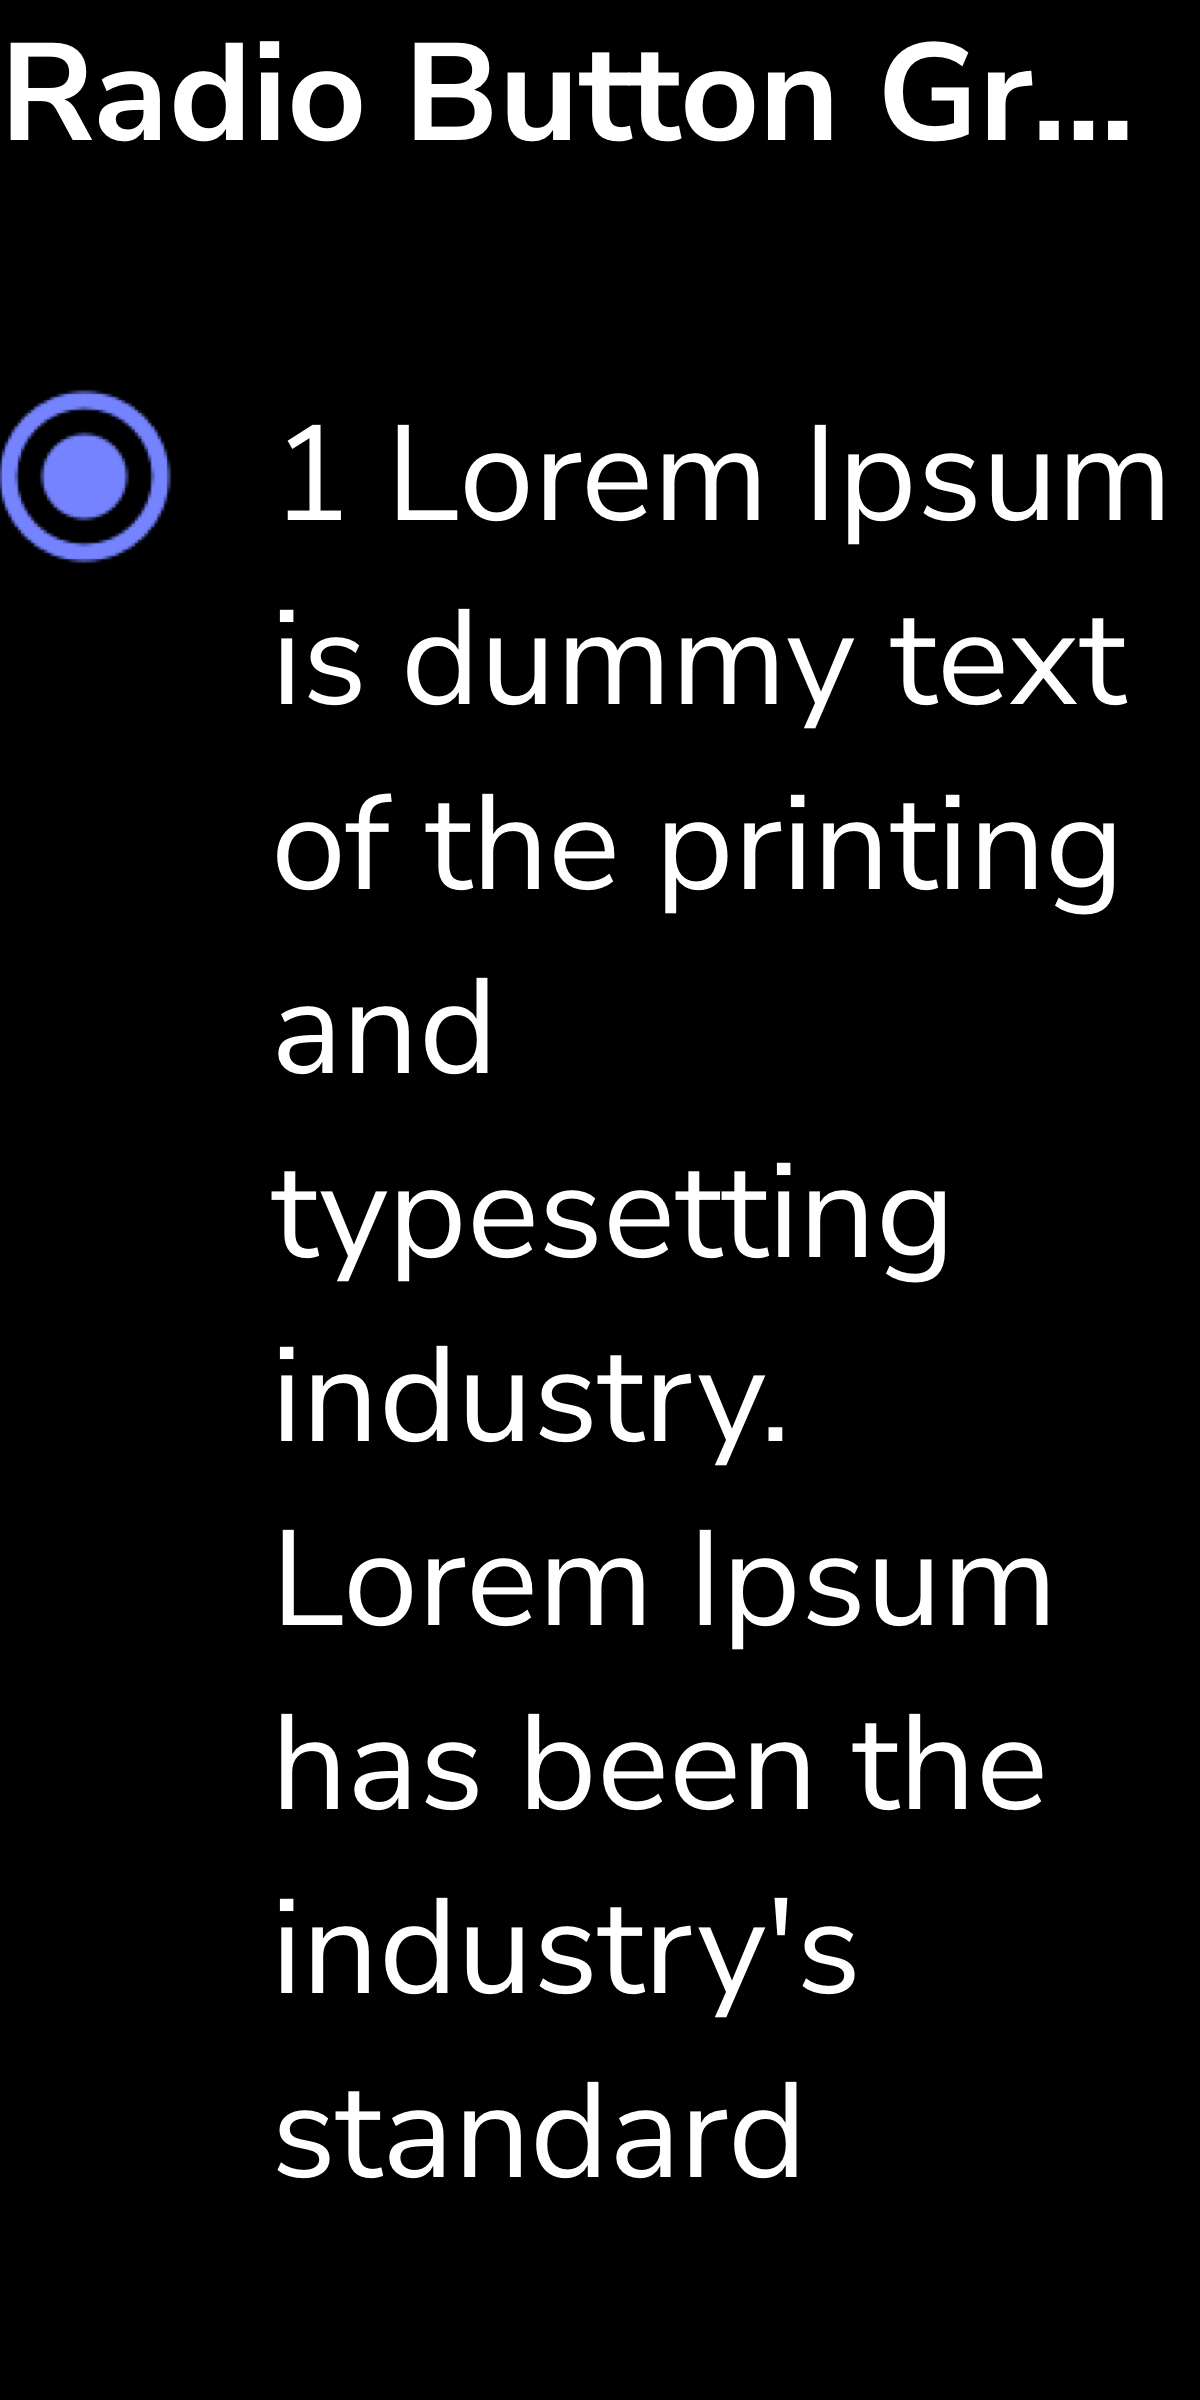 Radio Button Gr...
1 Lorem Ipsum
is dummy text
of the printing
and
typesetting
industry.
Lorem Ipsum
has been the
industry's
standard